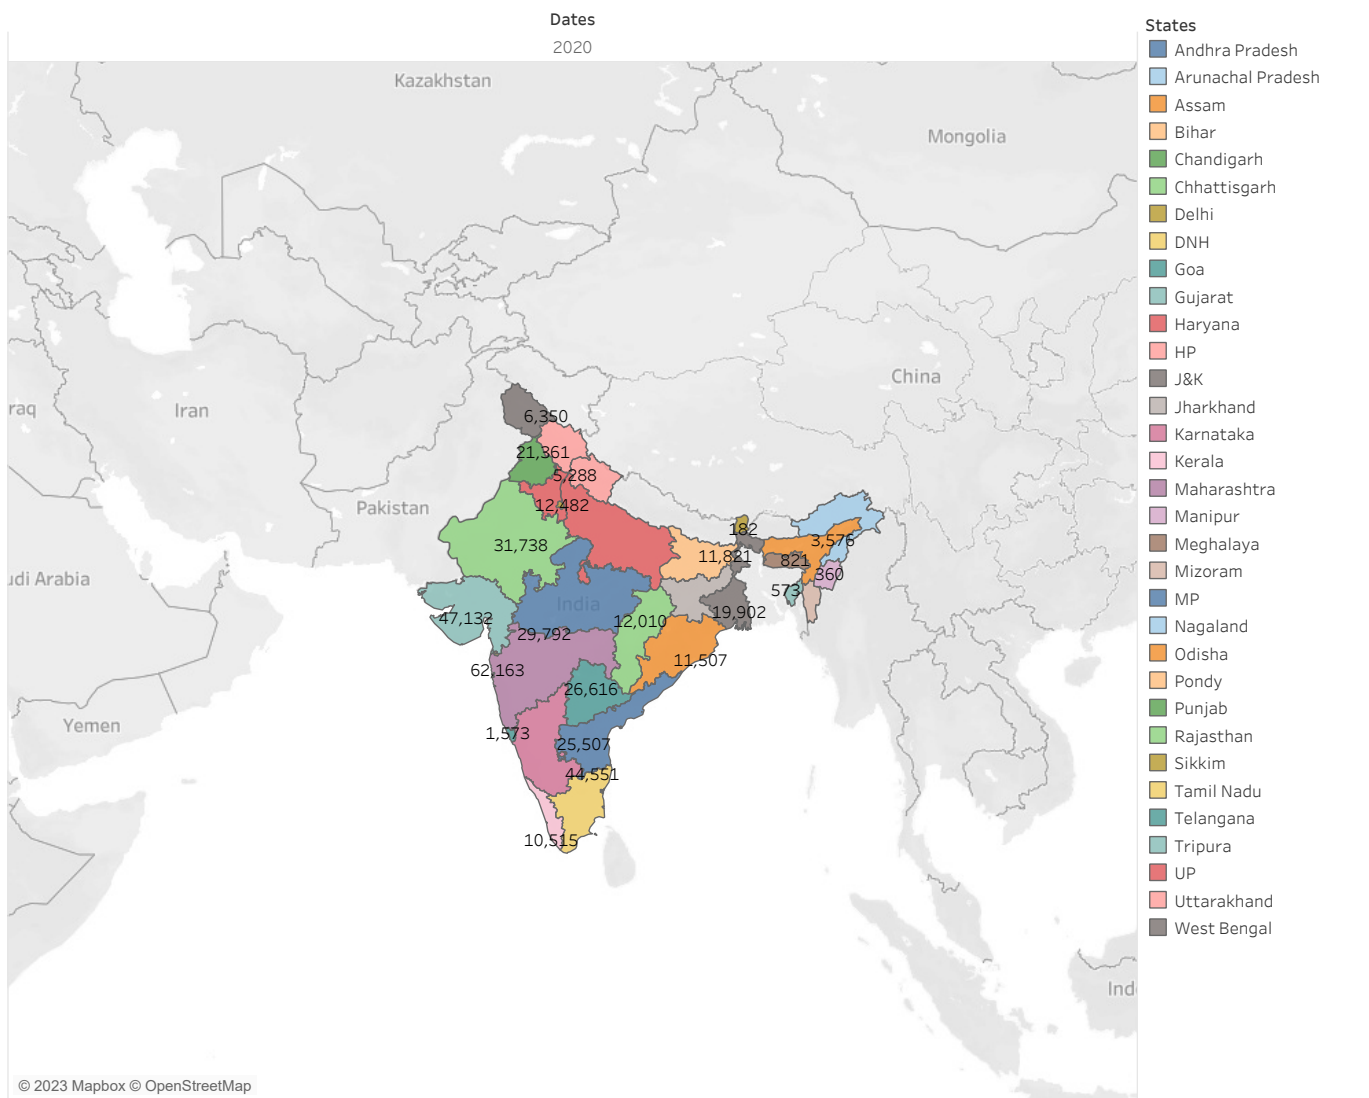 Dates
2020
States
Andhra Pradesh
Arunachal Pradesh
Assam
Bihar
Chandigarh
Chhattisgarh
Delhi
DNH
Goa
Gujarat
Haryana
HP
J&K
Jharkhand
Karnataka
Kerala
Maharashtra
Manipur
Meghalaya
Mizoram
MP
Nagaland
Odisha
Pondy
Punjab
Rajasthan
Sikkim
Tamil Nadu
Telangana
Tripura
UP
Uttarakhand
West Bengal
Kazakhstan
Mongolia
China
raq
Iran
6,350
21,361
5,288
Pakistan
12,482
182
3,576
31,738
11,821
821
360
udi Arabia
573
India
47,132
12,010
19,902
29,792
11,507
62,163
26,616
Yemen
1,573
25,507
44,551
10,515
Ind
© 2023 Mapbox © OpenStreetMap